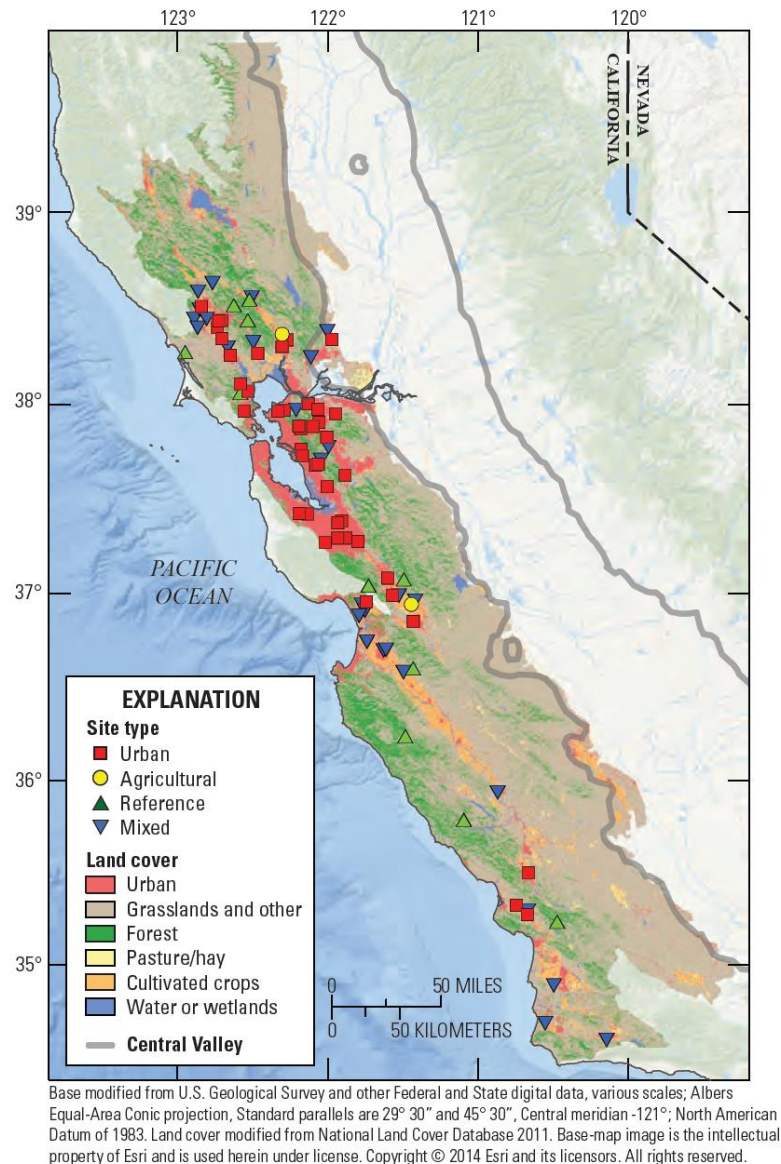 123°
122°
121°
120°
NEVADA
CALIFORNIA
39°
38°
37°
36°
35°
PACIFIC
OCEAN
EXPLANATION
Site type
Urban
Agricultural
Reference
Mixed
Land cover
Urban
Grasslands and other
Forest
Pasture/hay
Cultivated crops
Water or wetlands
Central Valley
0 50 MILES
0 50 KILOMETERS
Base modified from U.S. Geological Survey and other Federal and State digital data, various scales; Albers
Equal-Area Conic projection, Standard parallels are 29° 30” and 45° 30”, Central meridian -121°; North American
Datum of 1983. Land cover modified from National Land Cover Database 2011. Base-map image is the intellectual
property of Esri and is used herein under license. Copyright © 2014 Esri and its licensors. All rights reserved.